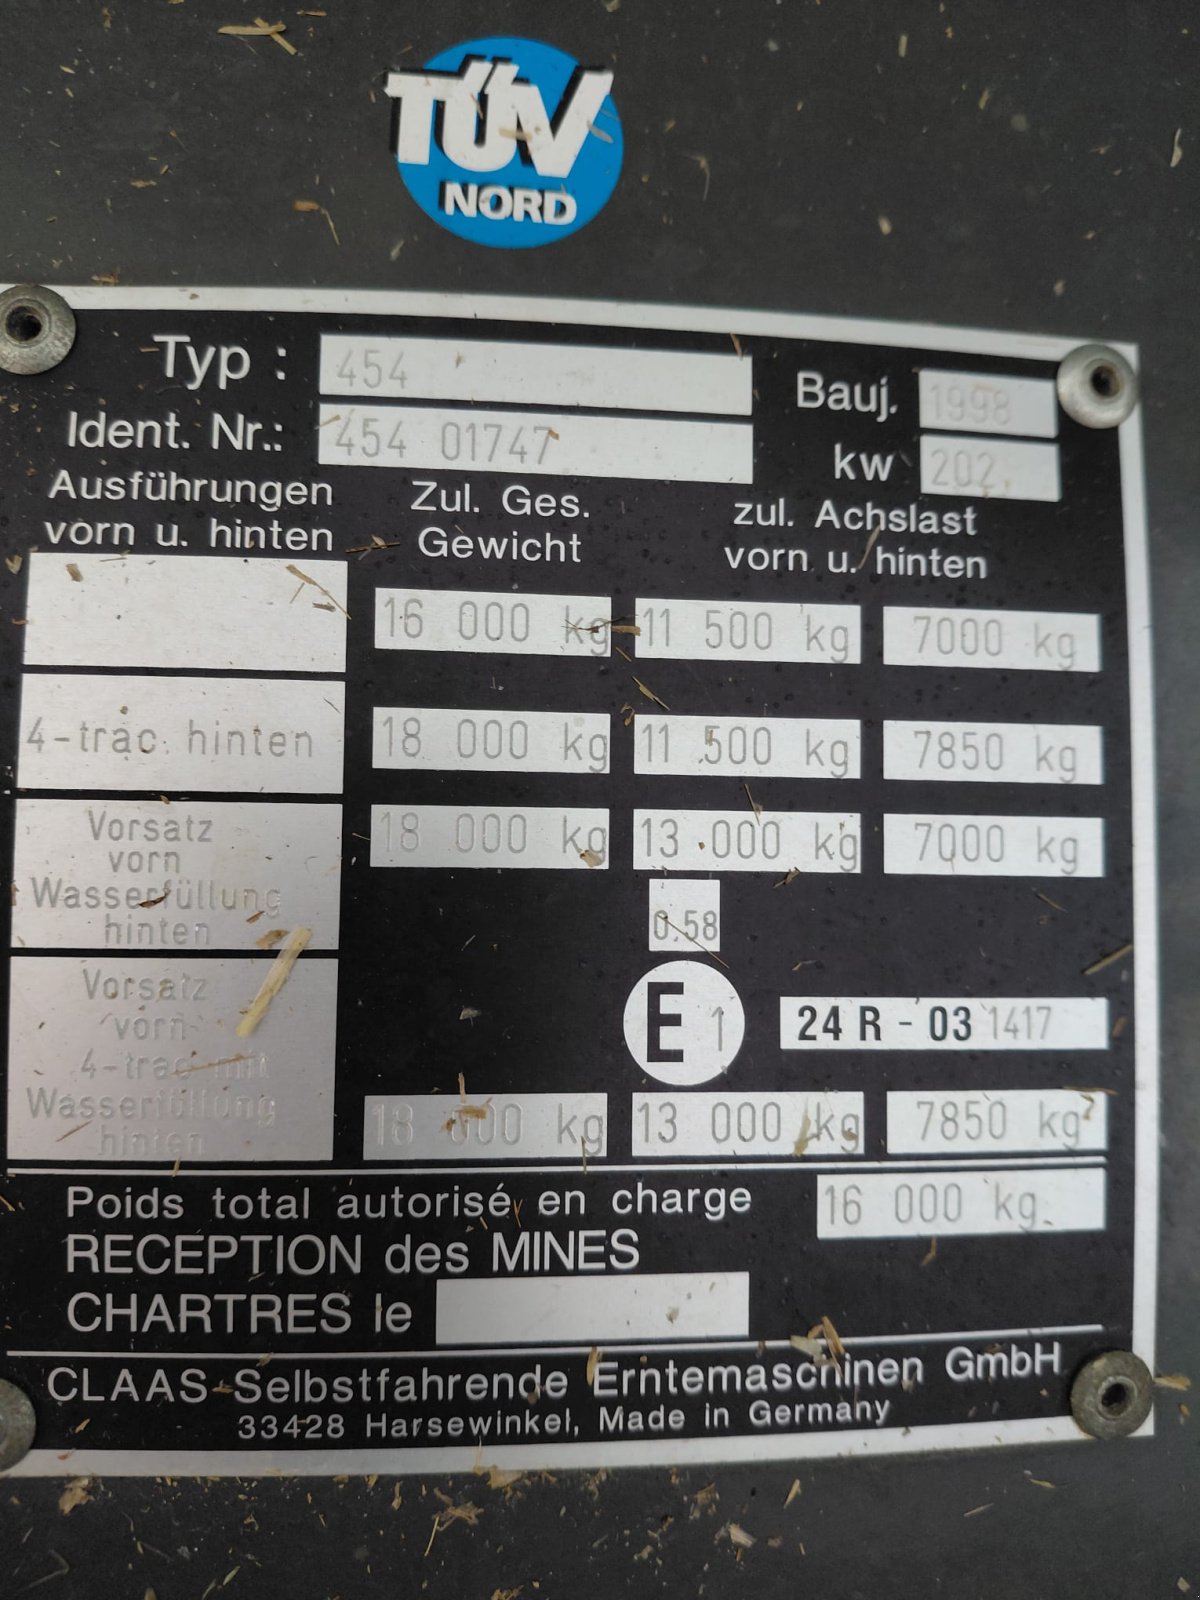 TÜV
NORD
Typ : 454
Bauj. 1998
Ident. Nr.: 454 01747
kw 202
Ausführungen
vorn u. hinten
Zul. Ges.
Gewicht
zul. Achslast
vorn u. hinten
16 000 kg 11 500 kg 7000 kg
4-trac. hinten 18 000 kg 11 500 kg 7850 kg
Vorsatz
vorn
Wasserfüllung
hinten
18 000 kg 13 000 kg 7000 kg
0.58
E 1 24 R - 03 1417
Vorsatz
vorn
4-trac mit
Wasserfüllung
hinten
18 000 kg 13 000 kg 7850 kg
Poids total autorisé en charge 16 000 kg
RECEPTION des MINES
CHARTRES le
CLAAS Selbstfahrende Erntemaschinen GmbH
33428 Harsewinkel, Made in Germany